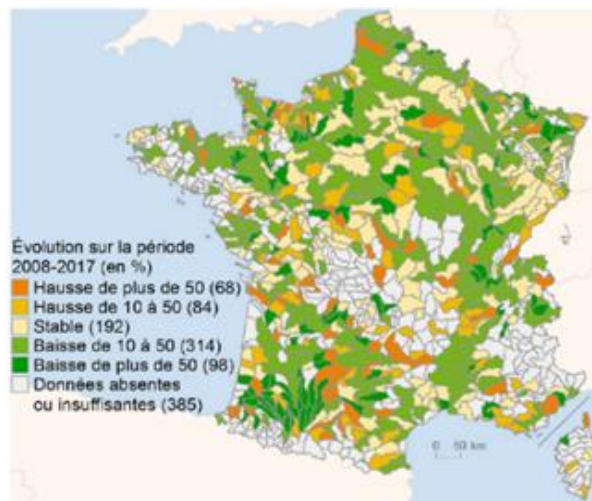 Évolution sur la période
2008-2017 (en %)
Hausse de plus de 50 (68)
Hausse de 10 à 50 (84)
Stable (192)
Baisse de 10 à 50 (314)
Baisse de plus de 50 (98)
Données absentes
ou insuffisantes (385)
0 50 km